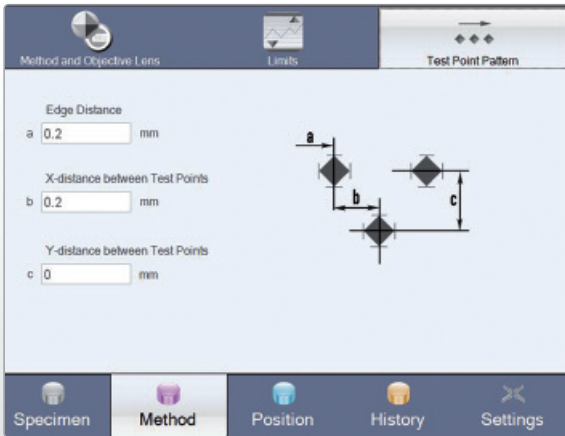 Method and Objective Lens
Limits
Test Point Pattern
Edge Distance
a 0.2 mm
X-distance between Test Points
b 0.2 mm
Y-distance between Test Points
c 0 mm
a
b
c
Specimen
Method
Position
History
Settings